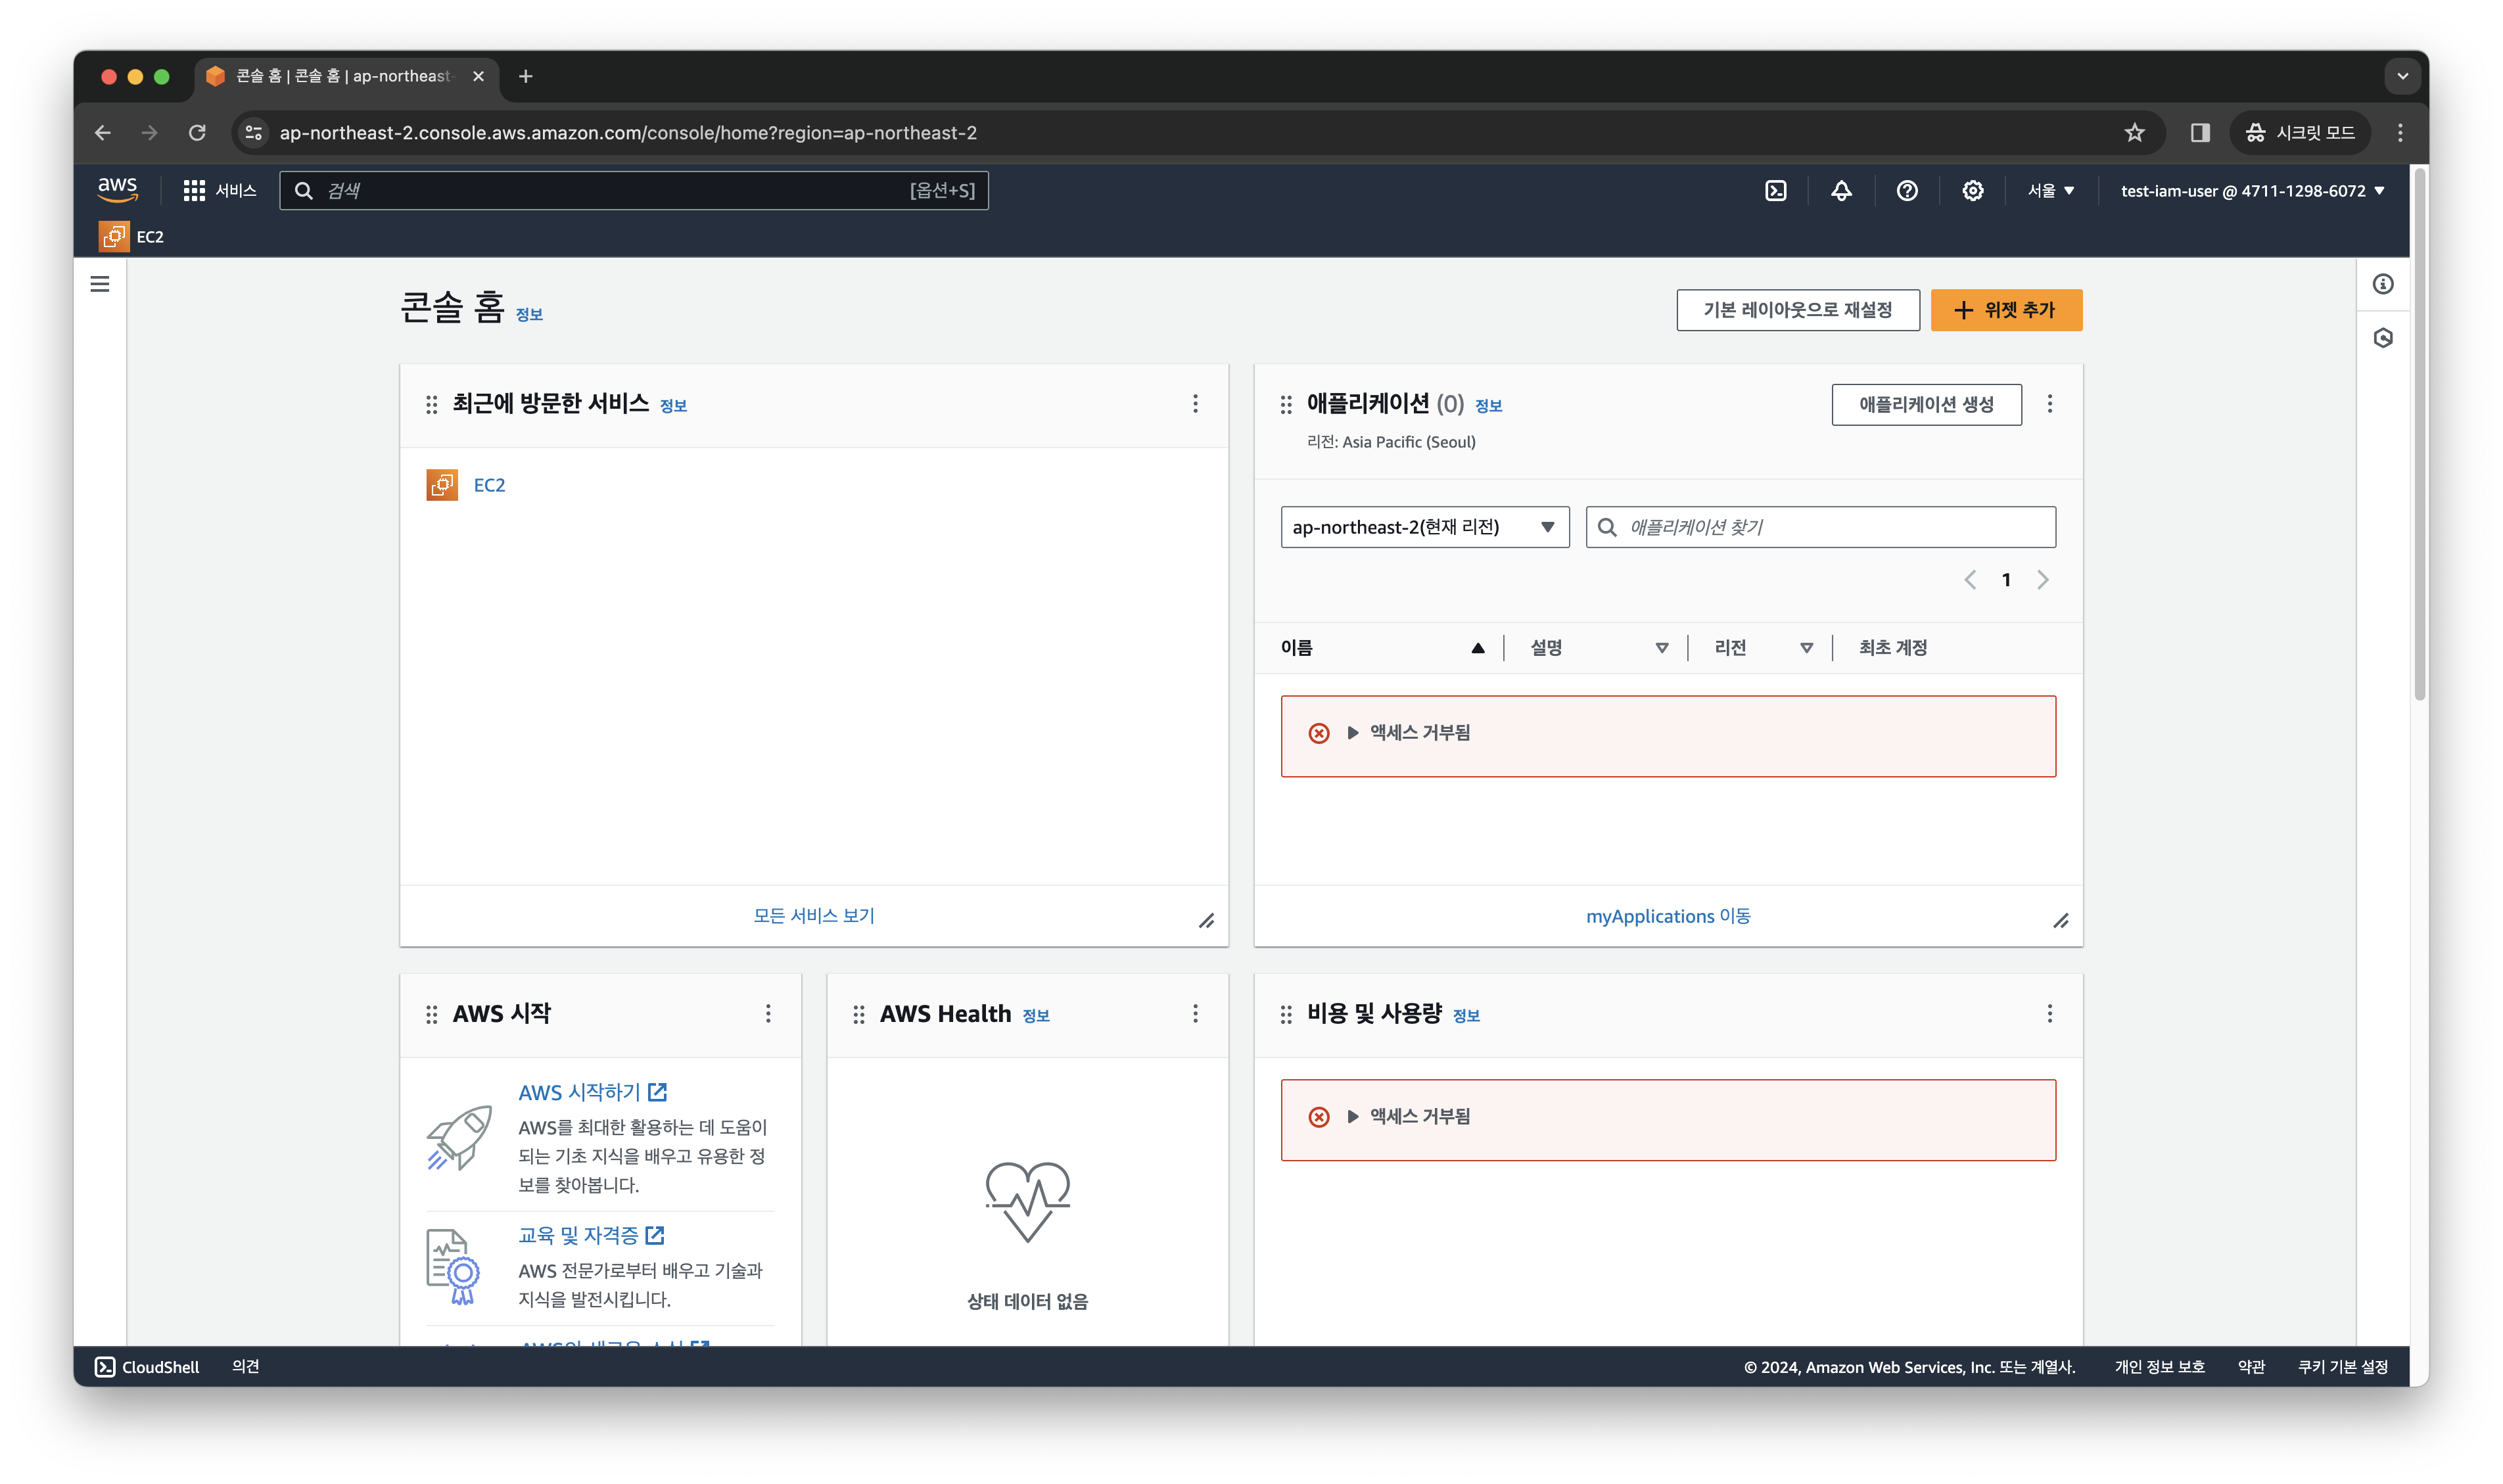 콘솔 홈 | 콘솔 홈 | ap-northeast-
ap-northeast-2.console.aws.amazon.com/console/home?region=ap-northeast-2
시크릿 모드
aws
서비스
검색
[옵션+S]
서울
test-iam-user @ 4711-1298-6072
EC2
콘솔 홈 정보
기본 레이아웃으로 재설정
위젯 추가
최근에 방문한 서비스 정보
EC2
모든 서비스 보기
애플리케이션 (0) 정보
애플리케이션 생성
리전: Asia Pacific (Seoul)
ap-northeast-2(현재 리전)
애플리케이션 찾기
1
이름
설명
리전
최초 계정
액세스 거부됨
myApplications 이동
AWS 시작
AWS 시작하기
AWS를 최대한 활용하는 데 도움이
되는 기초 지식을 배우고 유용한 정
보를 찾아봅니다.
교육 및 자격증
AWS 전문가로부터 배우고 기술과
지식을 발전시킵니다.
AWS Health 정보
상태 데이터 없음
비용 및 사용량 정보
액세스 거부됨
CloudShell
의견
© 2024, Amazon Web Services, Inc. 또는 계열사.
개인 정보 보호
약관
쿠키 기본 설정